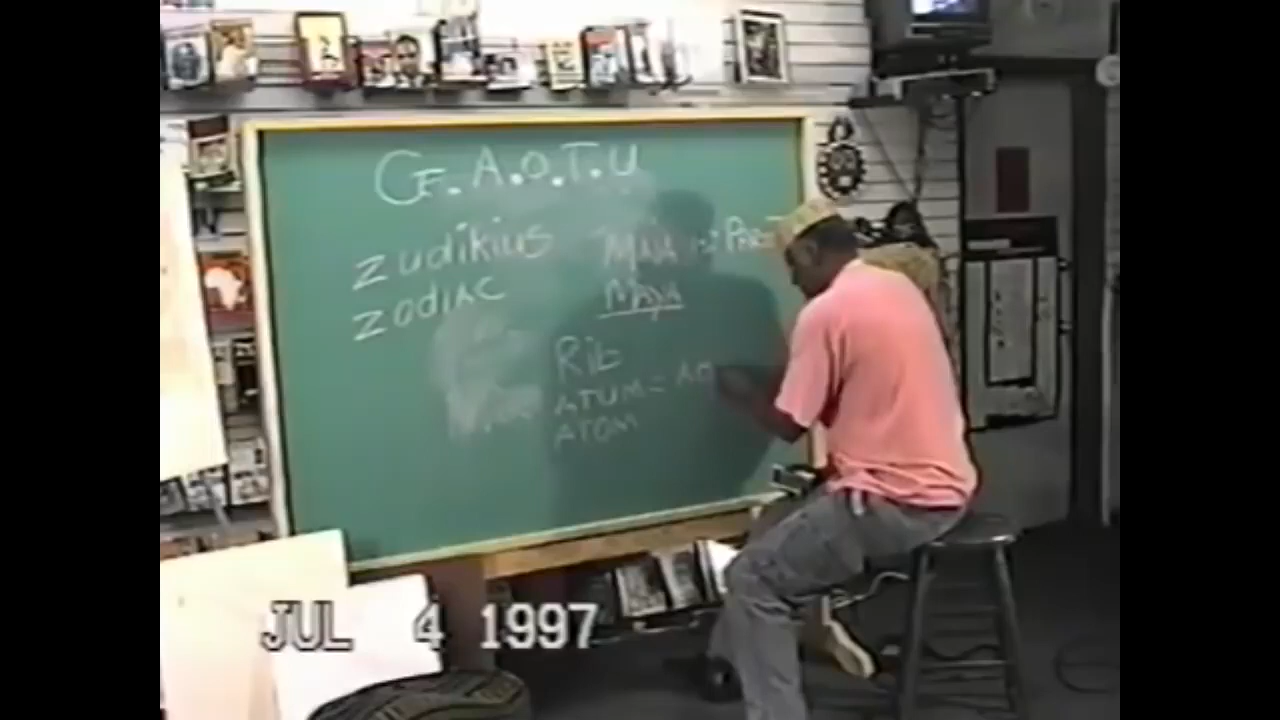 G.A.O.T.U
zudikius
zodiac
MAYA
Rib
ATUM =
ATOM
JUL 4 1997